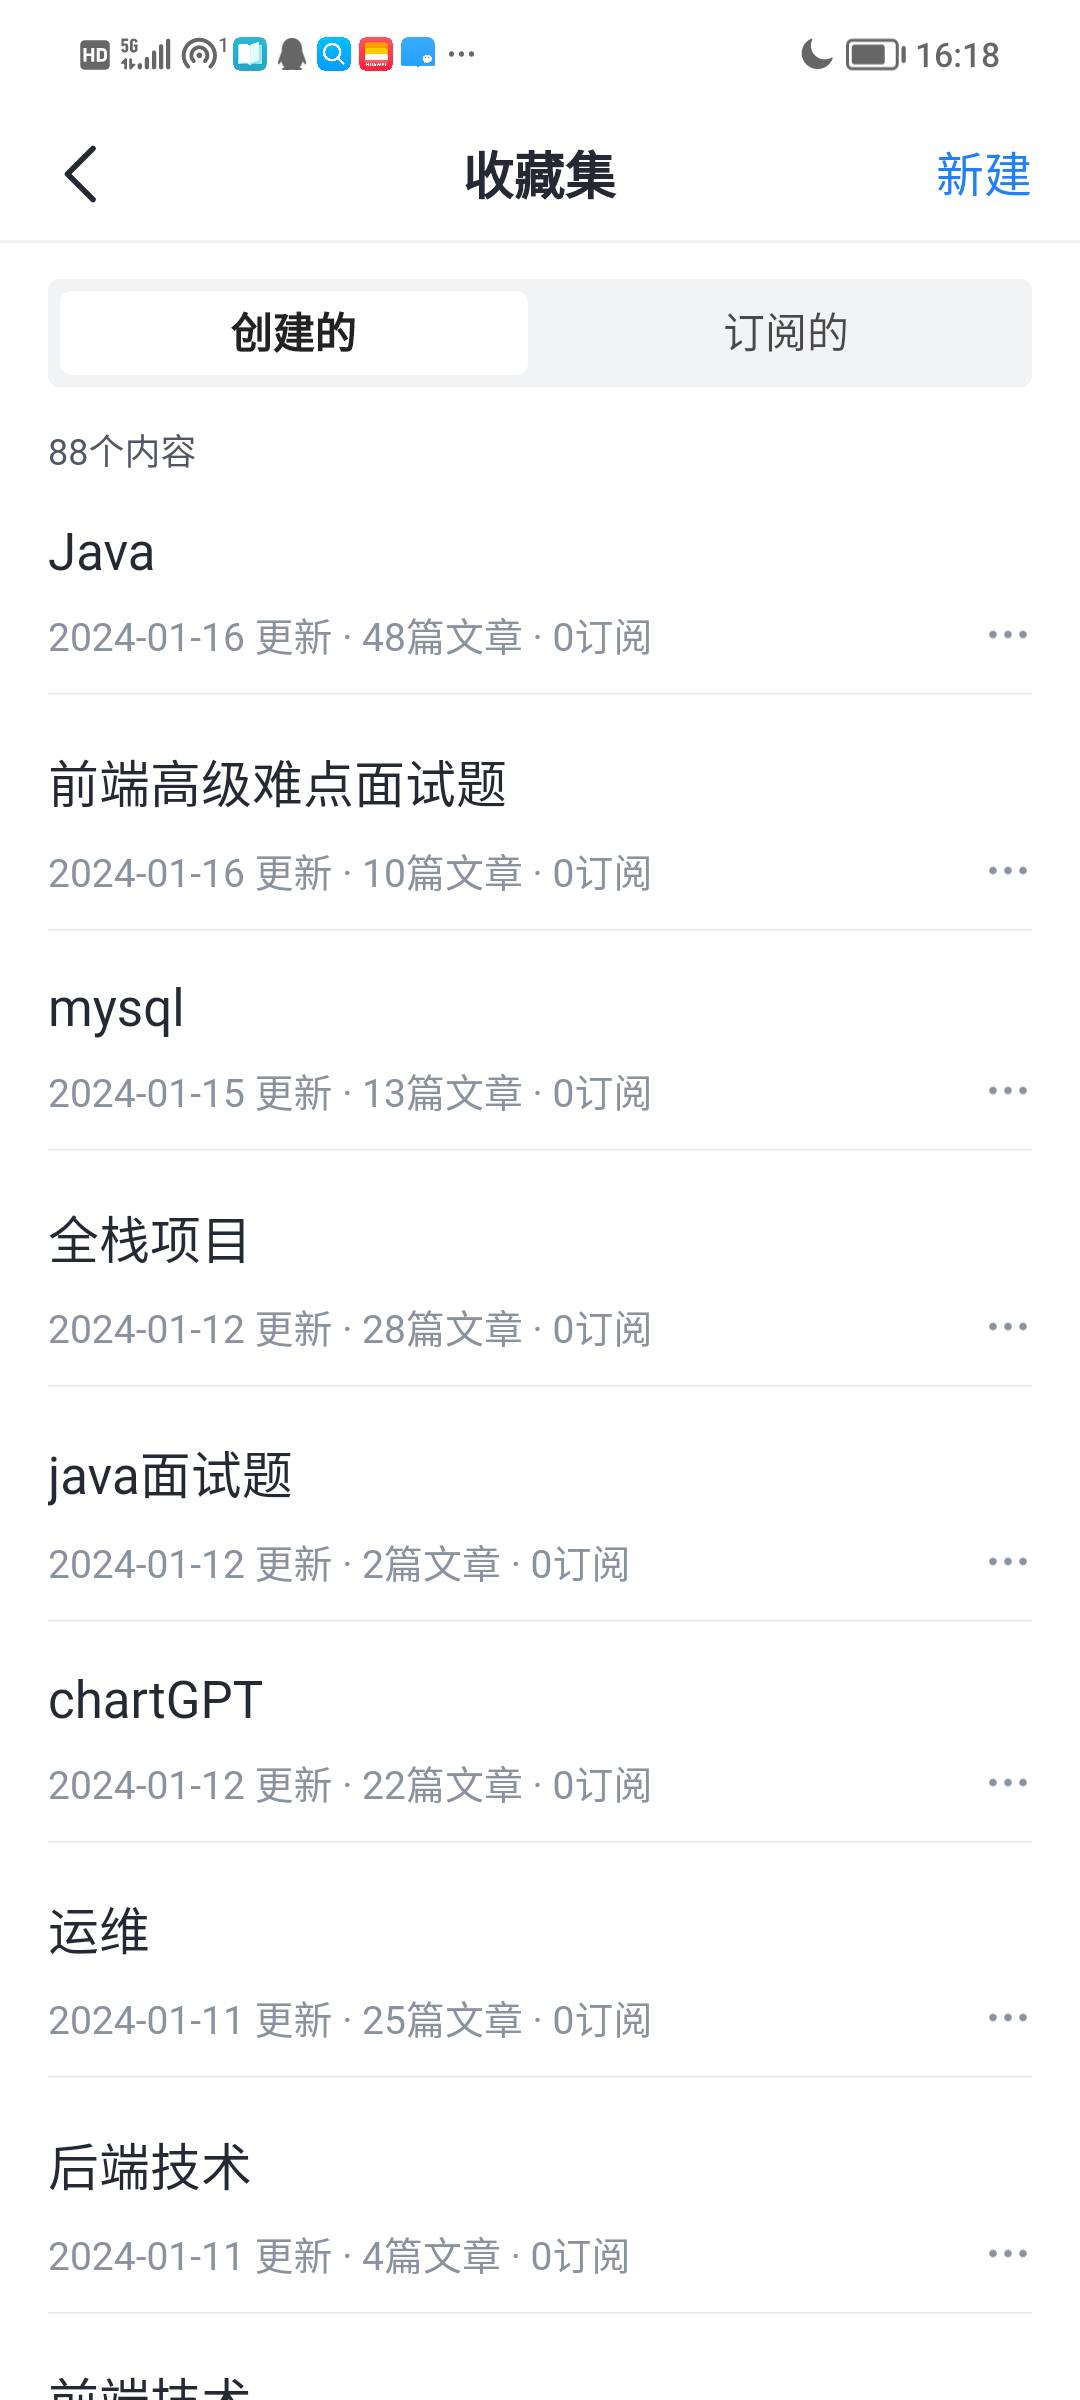 HD 5G 1 16:18
收藏集 新建
创建的 订阅的
88个内容
Java
2024-01-16 更新 · 48篇文章 · 0订阅
前端高级难点面试题
2024-01-16 更新 · 10篇文章 · 0订阅
mysql
2024-01-15 更新 · 13篇文章 · 0订阅
全栈项目
2024-01-12 更新 · 28篇文章 · 0订阅
java面试题
2024-01-12 更新 · 2篇文章 · 0订阅
chartGPT
2024-01-12 更新 · 22篇文章 · 0订阅
运维
2024-01-11 更新 · 25篇文章 · 0订阅
后端技术
2024-01-11 更新 · 4篇文章 · 0订阅
前端技术